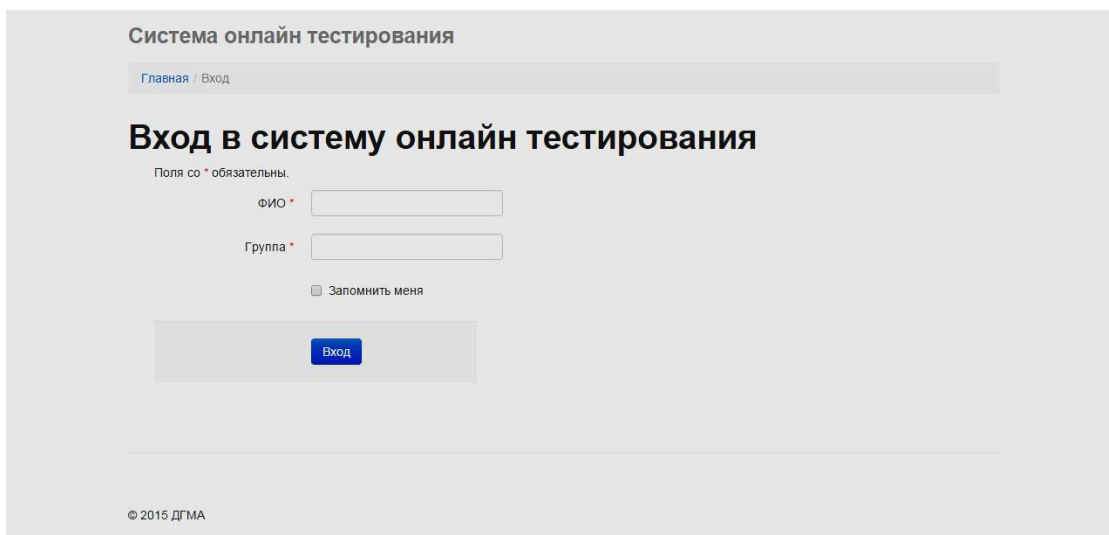 Система онлайн тестирования
Главная / Вход
Вход в систему онлайн тестирования
Поля со * обязательны.
ФИО *
Группа *
Запомнить меня
Вход
© 2015 ДГМА